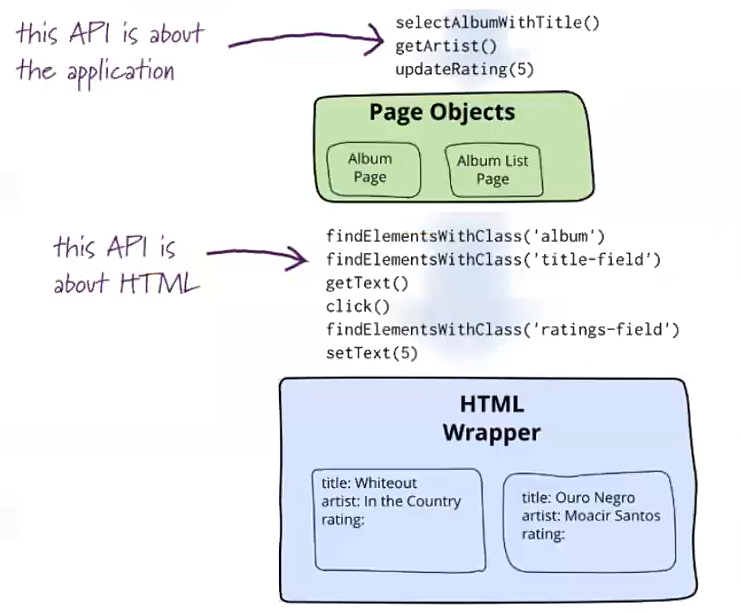 this API is about
the application
selectAlbumWithTitle()
getArtist()
updateRating(5)
Page Objects
Album
Page
Album List
Page
this API is
about HTML
findElementsWithClass('album')
findElementsWithClass('title-field')
getText()
click()
findElementsWithClass('ratings-field')
setText(5)
HTML
Wrapper
title: Whiteout
artist: In the Country
rating:
title: Ouro Negro
artist: Moacir Santos
rating: